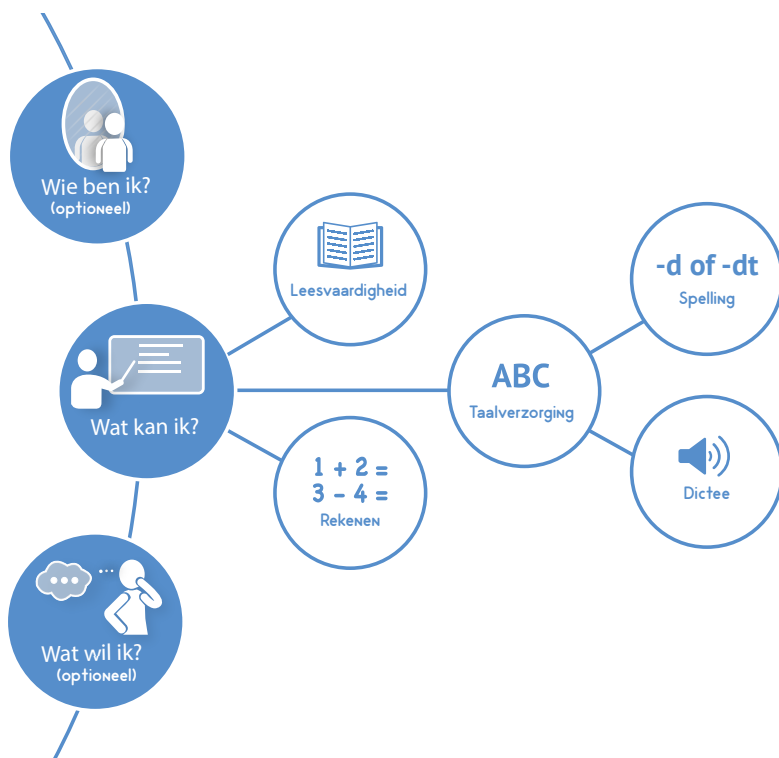 Wie ben ik?
(optioneel)
Leesvaardigheid
-d of -dt
Spelling
Wat kan ik?
ABC
Taalverzorging
1 + 2 =
3 - 4 =
Rekenen
Dictee
Wat wil ik?
(optioneel)